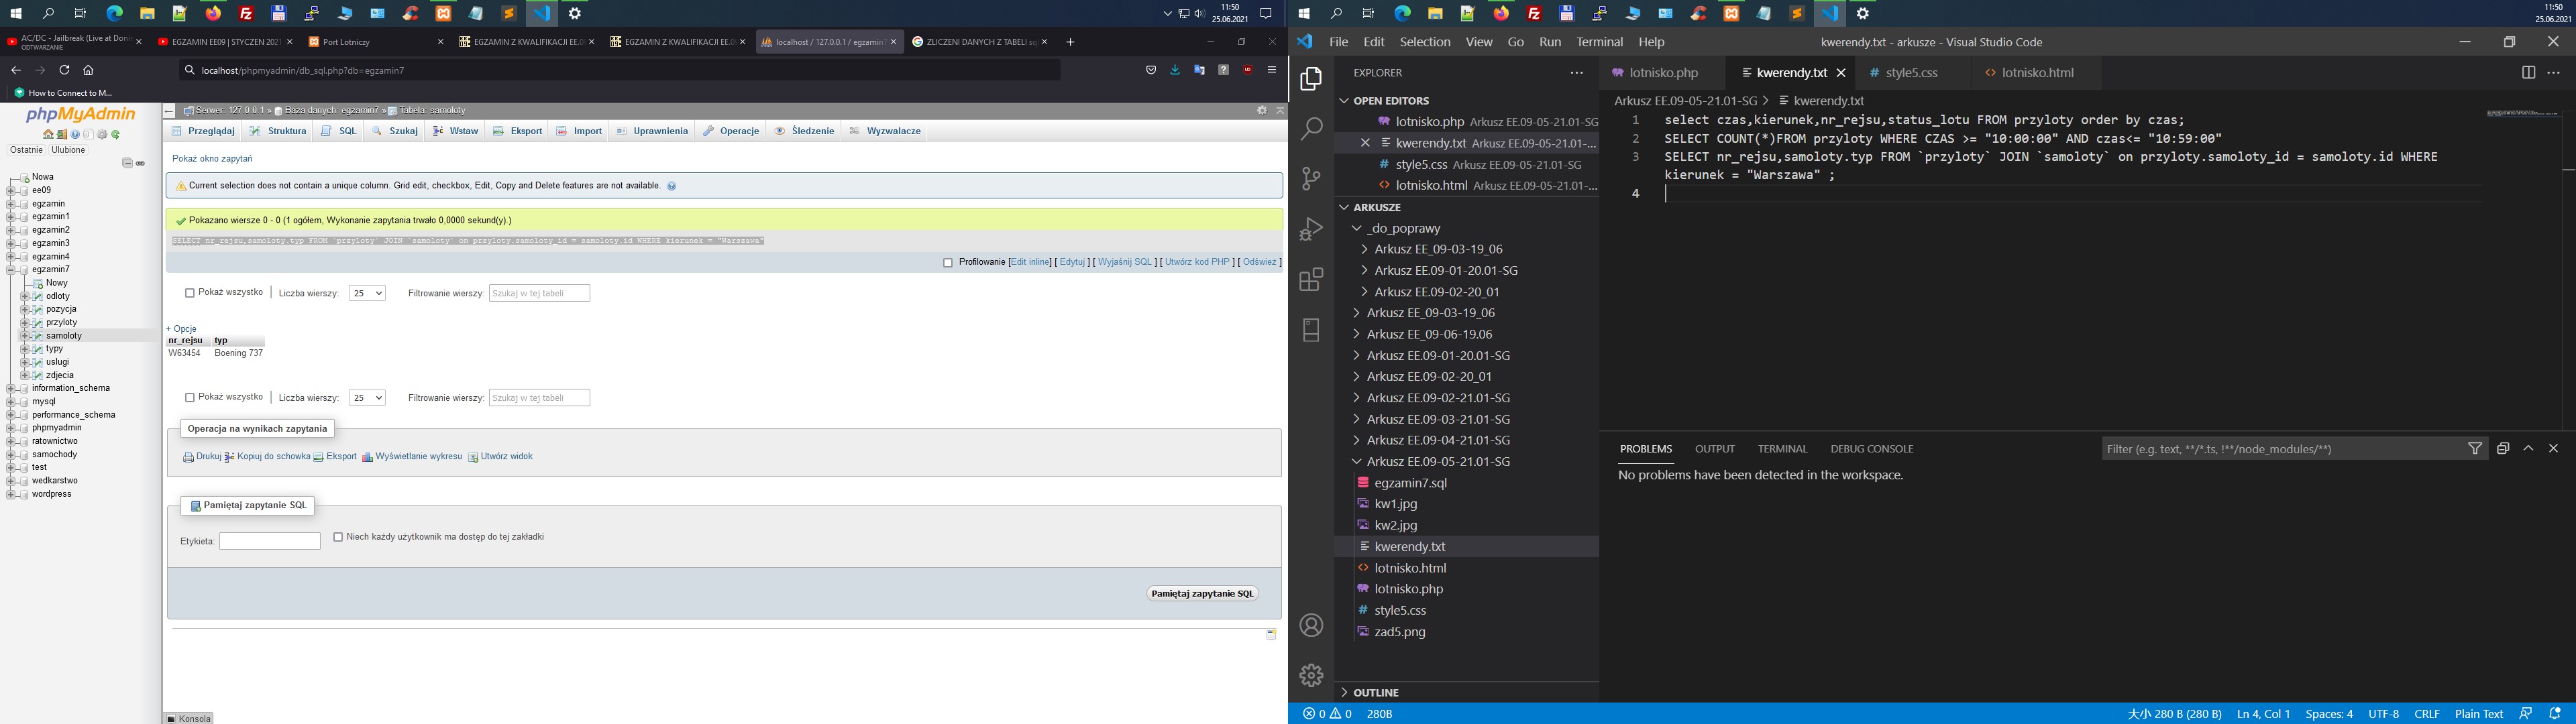 11:50
25.06.2021
AC/DC - Jailbreak (Live at Doni
ODTWARZANIE
EGZAMIN EE09 | STYCZEN 2021
Port Lotniczy
EGZAMIN Z KWALIFIKACJI EE.0
EGZAMIN Z KWALIFIKACJI EE.0
localhost / 127.0.0.1 / egzamin7
ZLICZENI DANYCH Z TABELI sq
localhost/phpmyadmin/db_sql.php?db=egzamin7
How to Connect to M...
phpMyAdmin
Ostatnie Ulubione
Nowa
ee09
egzamin
egzamin1
egzamin2
egzamin3
egzamin4
egzamin7
Nowy
odloty
pozycja
przyloty
samoloty
typy
uslugi
zdjecia
information_schema
mysql
performance_schema
phpmyadmin
ratownictwo
samochody
test
wedkarstwo
wordpress
Serwer: 127.0.0.1 » Baza danych: egzamin7 » Tabela: samoloty
Przeglądaj Struktura SQL Szukaj Wstaw Eksport Import Uprawnienia Operacje Śledzenie Wyzwalacze
Pokaż okno zapytań
Current selection does not contain a unique column. Grid edit, checkbox, Edit, Copy and Delete features are not available.
Pokazano wiersze 0 - 0 (1 ogółem, Wykonanie zapytania trwało 0,0000 sekund(y).)
SELECT nr_rejsu,samoloty.typ FROM `przyloty` JOIN `samoloty` on przyloty.samoloty_id = samoloty.id WHERE kierunek = "Warszawa"
Profilowanie [Edit inline] [ Edytuj ] [ Wyjaśnij SQL ] [ Utwórz kod PHP ] [ Odśwież ]
Pokaż wszystko Liczba wierszy: 25 Filtrowanie wierszy: Szukaj w tej tabeli
+ Opcje
nr_rejsu typ
W63454 Boening 737
Pokaż wszystko Liczba wierszy: 25 Filtrowanie wierszy: Szukaj w tej tabeli
Operacja na wynikach zapytania
Drukuj Kopiuj do schowka Eksport Wyświetlanie wykresu Utwórz widok
Pamiętaj zapytanie SQL
Etykieta: Niech każdy użytkownik ma dostęp do tej zakładki
Pamiętaj zapytanie SQL
Konsola
11:50
25.06.2021
File Edit Selection View Go Run Terminal Help
kwerendy.txt - arkusze - Visual Studio Code
EXPLORER
OPEN EDITORS
lotnisko.php Arkusz EE.09-05-21.01-SG
kwerendy.txt Arkusz EE.09-05-21.01-...
style5.css Arkusz EE.09-05-21.01-SG
lotnisko.html Arkusz EE.09-05-21.01-...
ARKUSZE
_do_poprawy
Arkusz EE_09-03-19_06
Arkusz EE.09-01-20.01-SG
Arkusz EE.09-02-20_01
Arkusz EE_09-03-19_06
Arkusz EE_09-06-19.06
Arkusz EE.09-01-20.01-SG
Arkusz EE.09-02-20_01
Arkusz EE.09-02-21.01-SG
Arkusz EE.09-03-21.01-SG
Arkusz EE.09-04-21.01-SG
Arkusz EE.09-05-21.01-SG
egzamin7.sql
kw1.jpg
kw2.jpg
kwerendy.txt
lotnisko.html
lotnisko.php
style5.css
zad5.png
OUTLINE
lotnisko.php kwerendy.txt style5.css lotnisko.html
Arkusz EE.09-05-21.01-SG > kwerendy.txt
1 select czas,kierunek,nr_rejsu,status_lotu FROM przyloty order by czas;
2 SELECT COUNT(*)FROM przyloty WHERE CZAS >= "10:00:00" AND czas<= "10:59:00"
3 SELECT nr_rejsu,samoloty.typ FROM `przyloty` JOIN `samoloty` on przyloty.samoloty_id = samoloty.id WHERE
kierunek = "Warszawa" ;
4
PROBLEMS OUTPUT TERMINAL DEBUG CONSOLE
Filter (e.g. text, **/*.ts, !**/node_modules/**)
No problems have been detected in the workspace.
0 0 280B
大小 280 B (280 B) Ln 4, Col 1 Spaces: 4 UTF-8 CRLF Plain Text